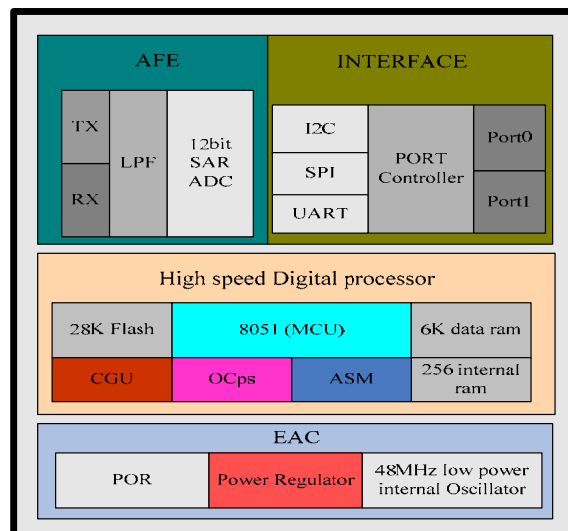 AFE
INTERFACE
TX
RX
LPF
12bit
SAR
ADC
I2C
SPI
UART
PORT
Controller
Port0
Port1
High speed Digital processor
28K Flash
8051 (MCU)
6K data ram
CGU
OCps
ASM
256 internal
ram
EAC
POR
Power Regulator
48MHz low power
internal Oscillator